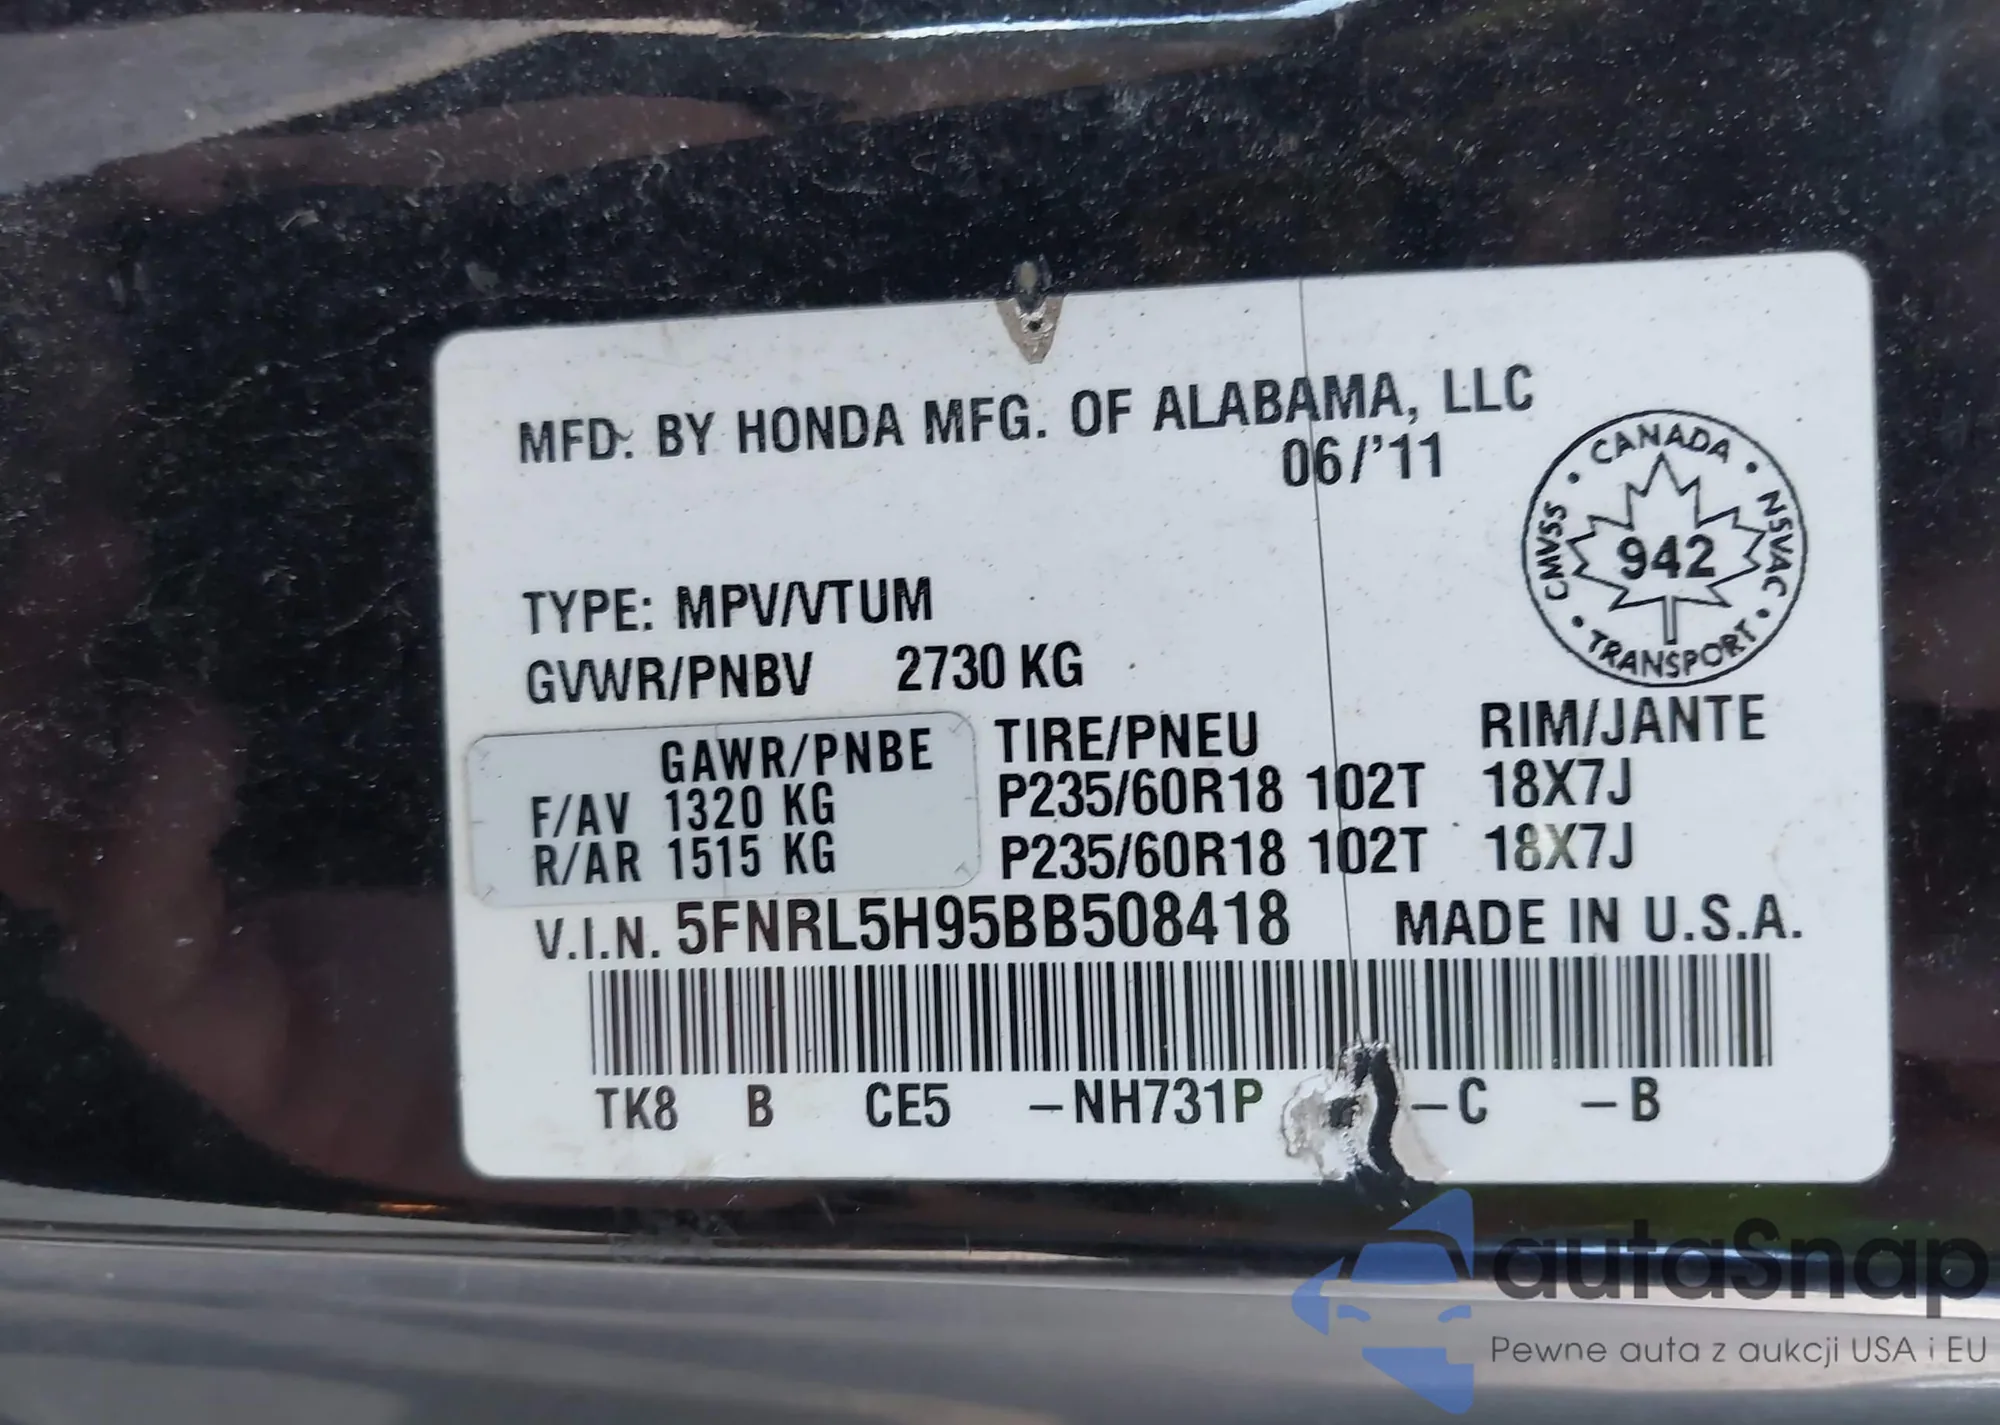 MFD. BY HONDA MFG. OF ALABAMA, LLC
06/'11
CANADA
CMVSS
NSVAC
942
TRANSPORT
TYPE: MPV/VTUM
GVWR/PNBV 2730 KG
GAWR/PNBE TIRE/PNEU RIM/JANTE
F/AV 1320 KG P235/60R18 102T 18X7J
R/AR 1515 KG P235/60R18 102T 18X7J
V.I.N. 5FNRL5H95BB508418 MADE IN U.S.A.
TK8 B CE5 –NH731P –C –B
autaSnap
Pewne auta z aukcji USA i EU